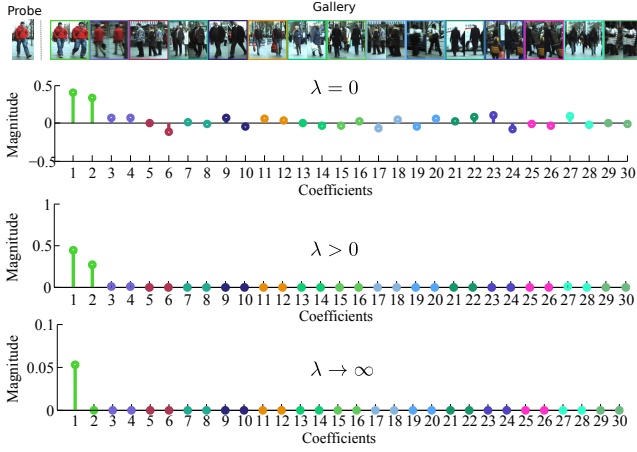 Probe
Gallery
λ = 0
0.5
0
−0.5
Magnitude
1 2 3 4 5 6 7 8 9 10 11 12 13 14 15 16 17 18 19 20 21 22 23 24 25 26 27 28 29 30
Coefficients
λ > 0
1
0.5
0
Magnitude
1 2 3 4 5 6 7 8 9 10 11 12 13 14 15 16 17 18 19 20 21 22 23 24 25 26 27 28 29 30
Coefficients
λ → ∞
0.1
0.05
0
Magnitude
1 2 3 4 5 6 7 8 9 10 11 12 13 14 15 16 17 18 19 20 21 22 23 24 25 26 27 28 29 30
Coefficients